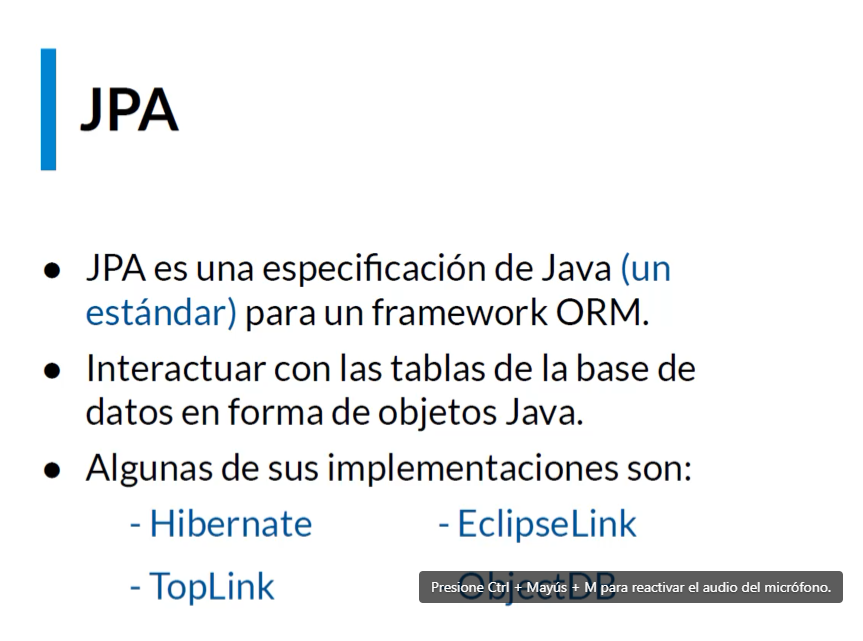 JPA
● JPA es una especificación de Java (un
estándar) para un framework ORM.
● Interactuar con las tablas de la base de
datos en forma de objetos Java.
● Algunas de sus implementaciones son:
- Hibernate - EclipseLink
- TopLink - ObjectDB
Presione Ctrl + Mayús + M para reactivar el audio del micrófono.